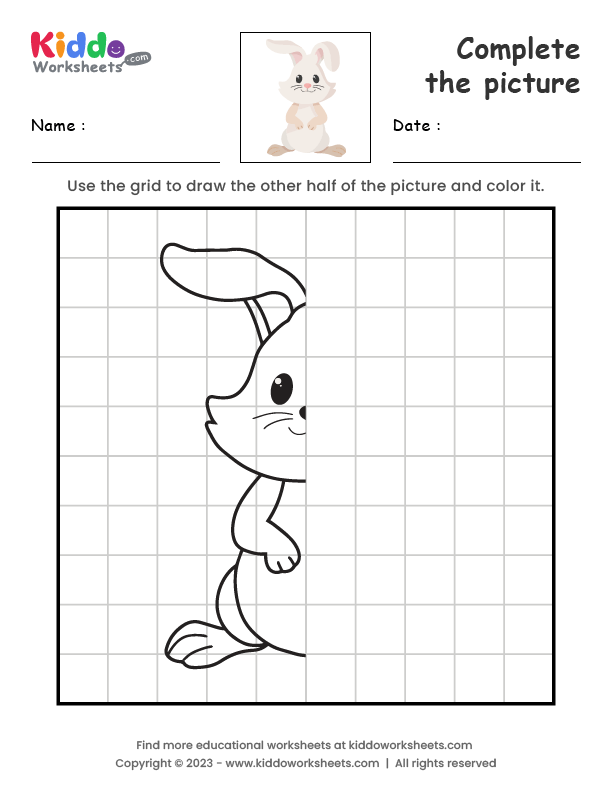 Kiddo
Worksheets .com
Complete
the picture
Name :
Date :
Use the grid to draw the other half of the picture and color it.
Find more educational worksheets at kiddoworksheets.com
Copyright © 2023 - www.kiddoworksheets.com | All rights reserved